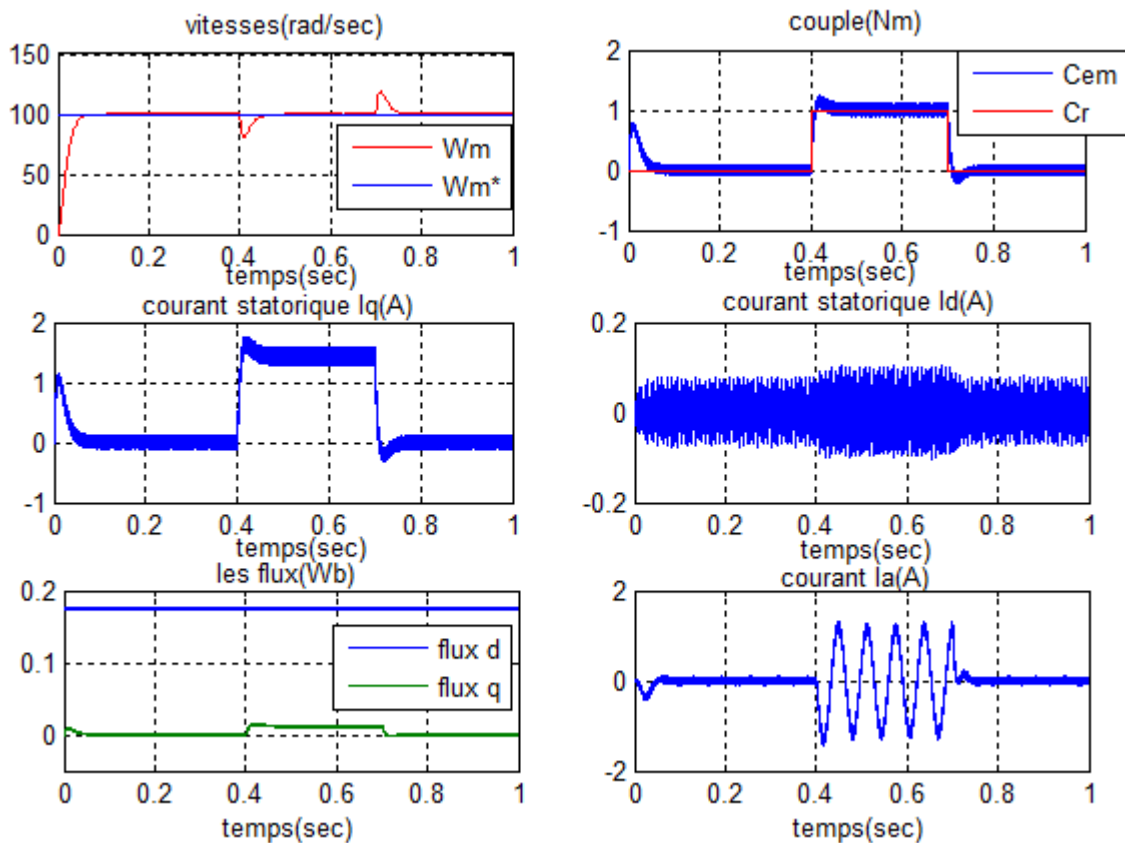 vitesses(rad/sec)
150
100
50
0
Wm
Wm*
0 0.2 0.4 0.6 0.8 1
temps(sec)
couple(Nm)
2
1
0
-1
Cem
Cr
0 0.2 0.4 0.6 0.8 1
temps(sec)
courant statorique Iq(A)
2
1
0
-1
0 0.2 0.4 0.6 0.8 1
temps(sec)
courant statorique Id(A)
0.2
0
-0.2
0 0.2 0.4 0.6 0.8 1
temps(sec)
les flux(Wb)
0.2
0.1
0
flux d
flux q
0 0.2 0.4 0.6 0.8 1
temps(sec)
courant Ia(A)
2
0
-2
0 0.2 0.4 0.6 0.8 1
temps(sec)